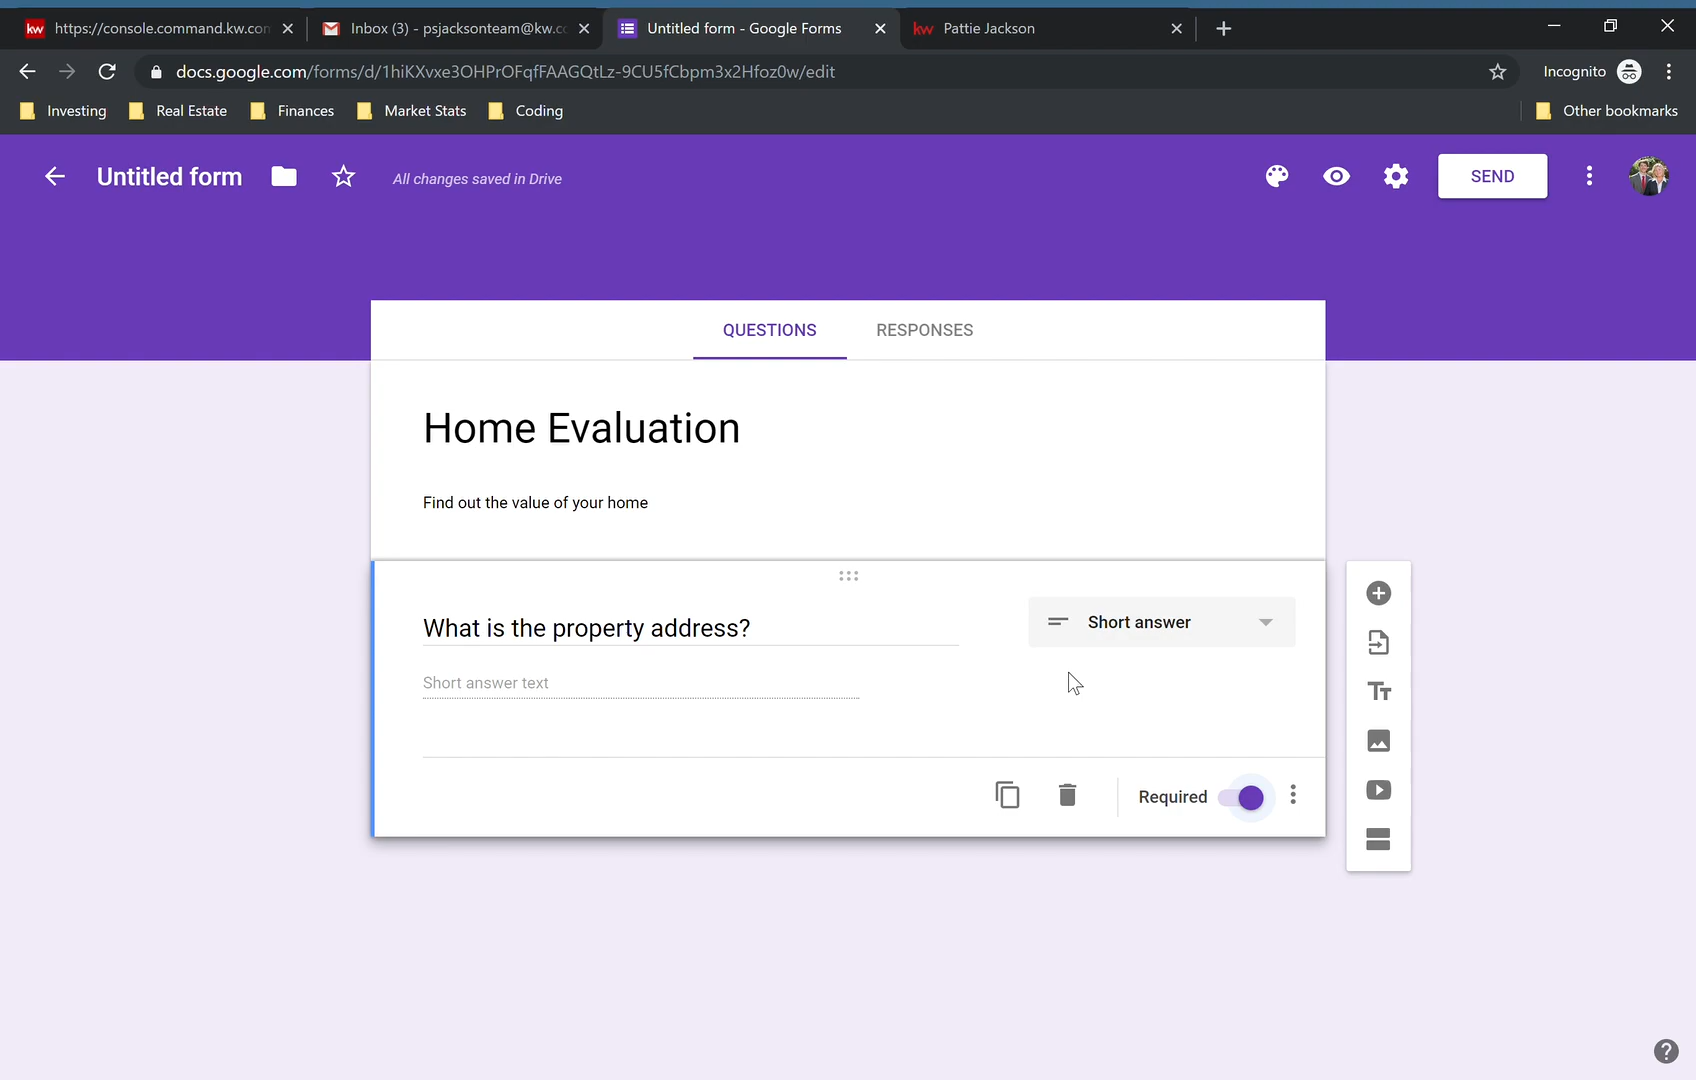 kw https://console.command.kw.con
Inbox (3) - psjacksonteam@kw.cc
Untitled form - Google Forms
kw Pattie Jackson
docs.google.com/forms/d/1hiKXvxe3OHPrOFqfFAAGQtLz-9CU5fCbpm3x2Hfoz0w/edit
Incognito
Investing
Real Estate
Finances
Market Stats
Coding
Other bookmarks
Untitled form
All changes saved in Drive
SEND
QUESTIONS
RESPONSES
Home Evaluation
Find out the value of your home
What is the property address?
Short answer
Short answer text
Tt
Required